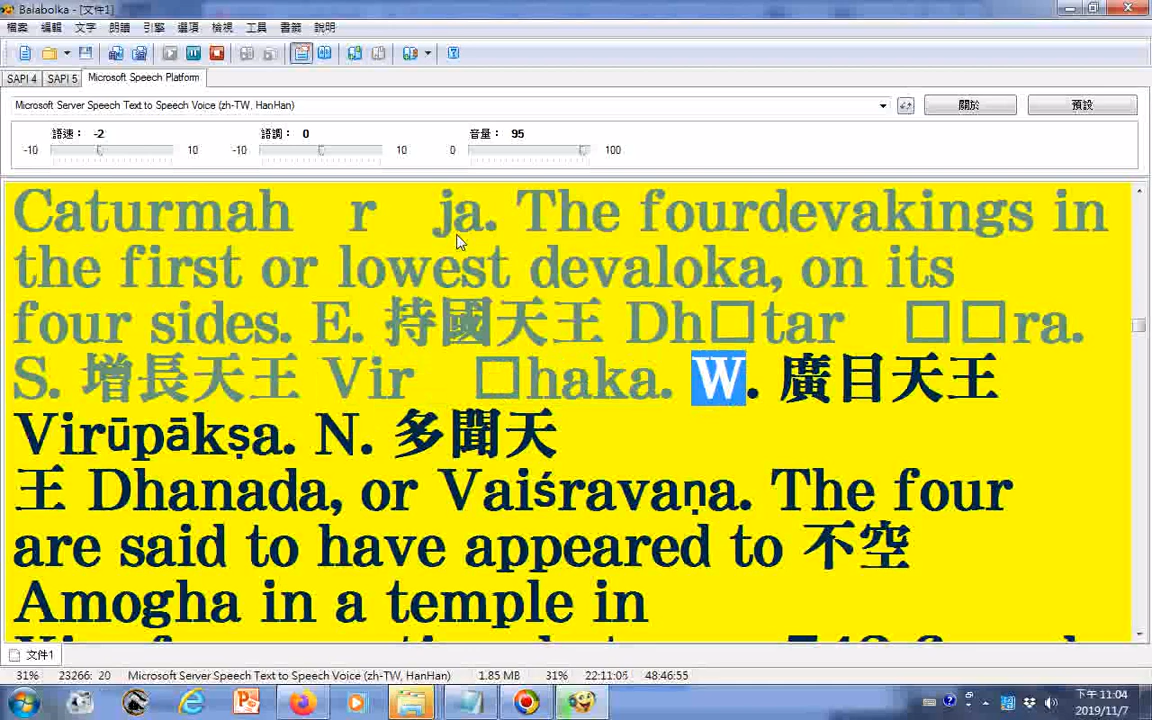 Balabolka - [文件1]
檔案 編輯 文字 朗讀 引擎 選項 檢視 工具 書籤 說明
SAPI 4 SAPI 5 Microsoft Speech Platform
Microsoft Server Speech Text to Speech Voice (zh-TW, HanHan) 關於 預設
語速： -2 語調： 0 音量： 95
-10 10 -10 10 0 100
Caturmah r ja. The fourdevakings in
the first or lowest devaloka, on its
four sides. E. 持國天王 Dh□tar □□ra.
S. 增長天王 Vir □haka. W. 廣目天王
Virūpākṣa. N. 多聞天
王 Dhanada, or Vaiśravaṇa. The four
are said to have appeared to 不空
Amogha in a temple in
文件1
31% 23266: 20 Microsoft Server Speech Text to Speech Voice (zh-TW, HanHan) 1.85 MB 31% 22:11:05 48:46:55
下午 11:04
2019/11/7